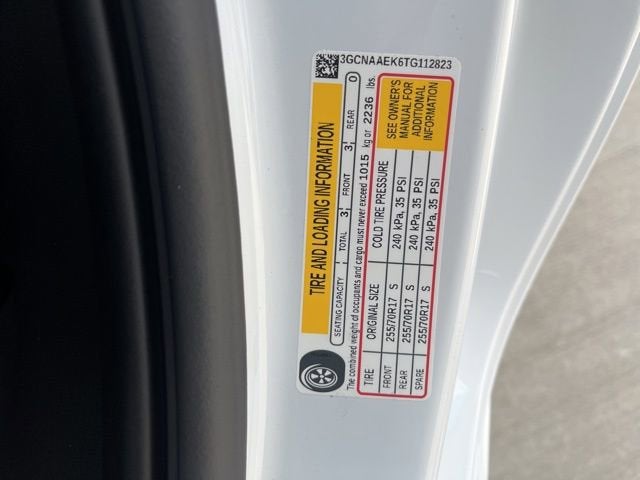 3GCNAAEK6TG112823
TIRE AND LOADING INFORMATION
SEATING CAPACITY TOTAL 3 FRONT 3 REAR 0
The combined weight of occupants and cargo must never exceed 1015 kg or 2236 lbs.
TIRE ORIGINAL SIZE COLD TIRE PRESSURE
FRONT 255/70R17 S 240 kPa, 35 PSI
REAR 255/70R17 S 240 kPa, 35 PSI
SPARE 255/70R17 S 240 kPa, 35 PSI
SEE OWNER'S
MANUAL FOR
ADDITIONAL
INFORMATION